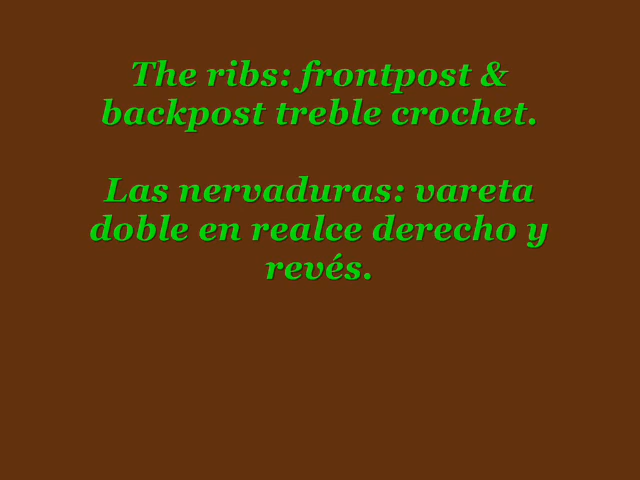 The ribs: frontpost &
backpost treble crochet.
Las nervaduras: vareta
doble en realce derecho y
revés.